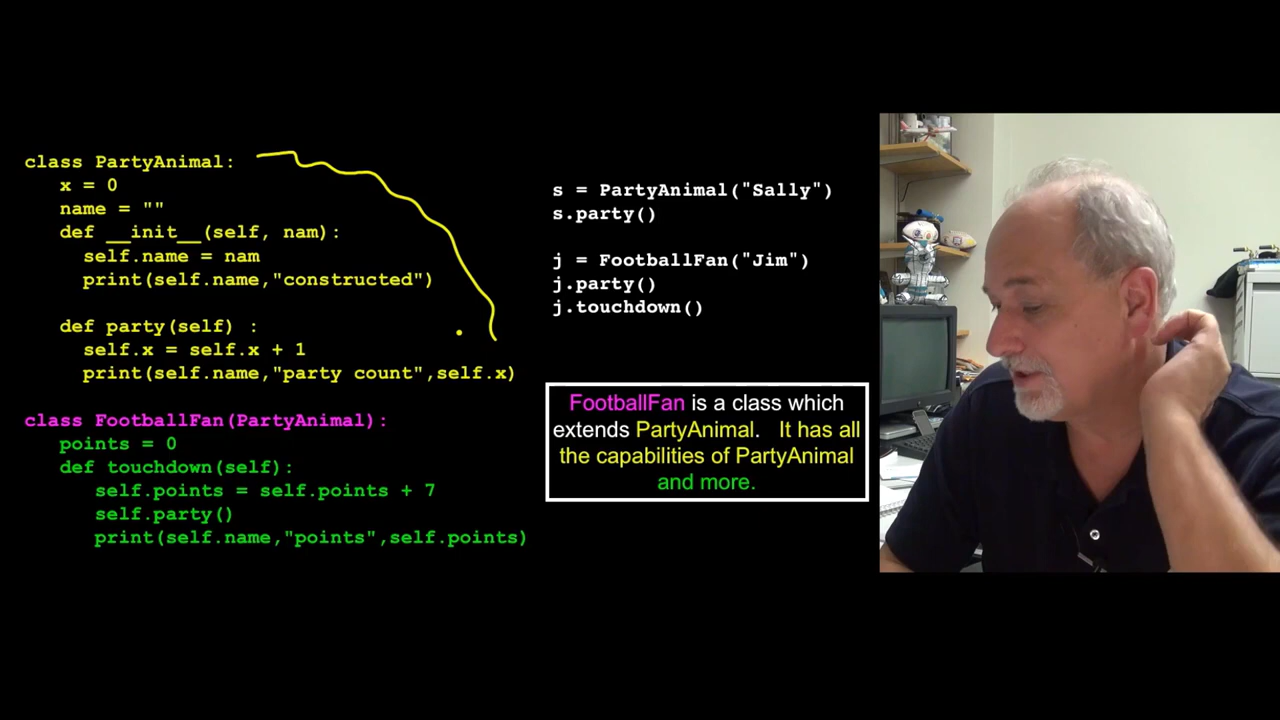 class PartyAnimal:
   x = 0
   name = ""
   def __init__(self, nam):
     self.name = nam
     print(self.name,"constructed")

   def party(self) :
     self.x = self.x + 1
     print(self.name,"party count",self.x)

class FootballFan(PartyAnimal):
   points = 0
   def touchdown(self):
      self.points = self.points + 7
      self.party()
      print(self.name,"points",self.points)

s = PartyAnimal("Sally")
s.party()

j = FootballFan("Jim")
j.party()
j.touchdown()

FootballFan is a class which
extends PartyAnimal.   It has all
the capabilities of PartyAnimal
and more.